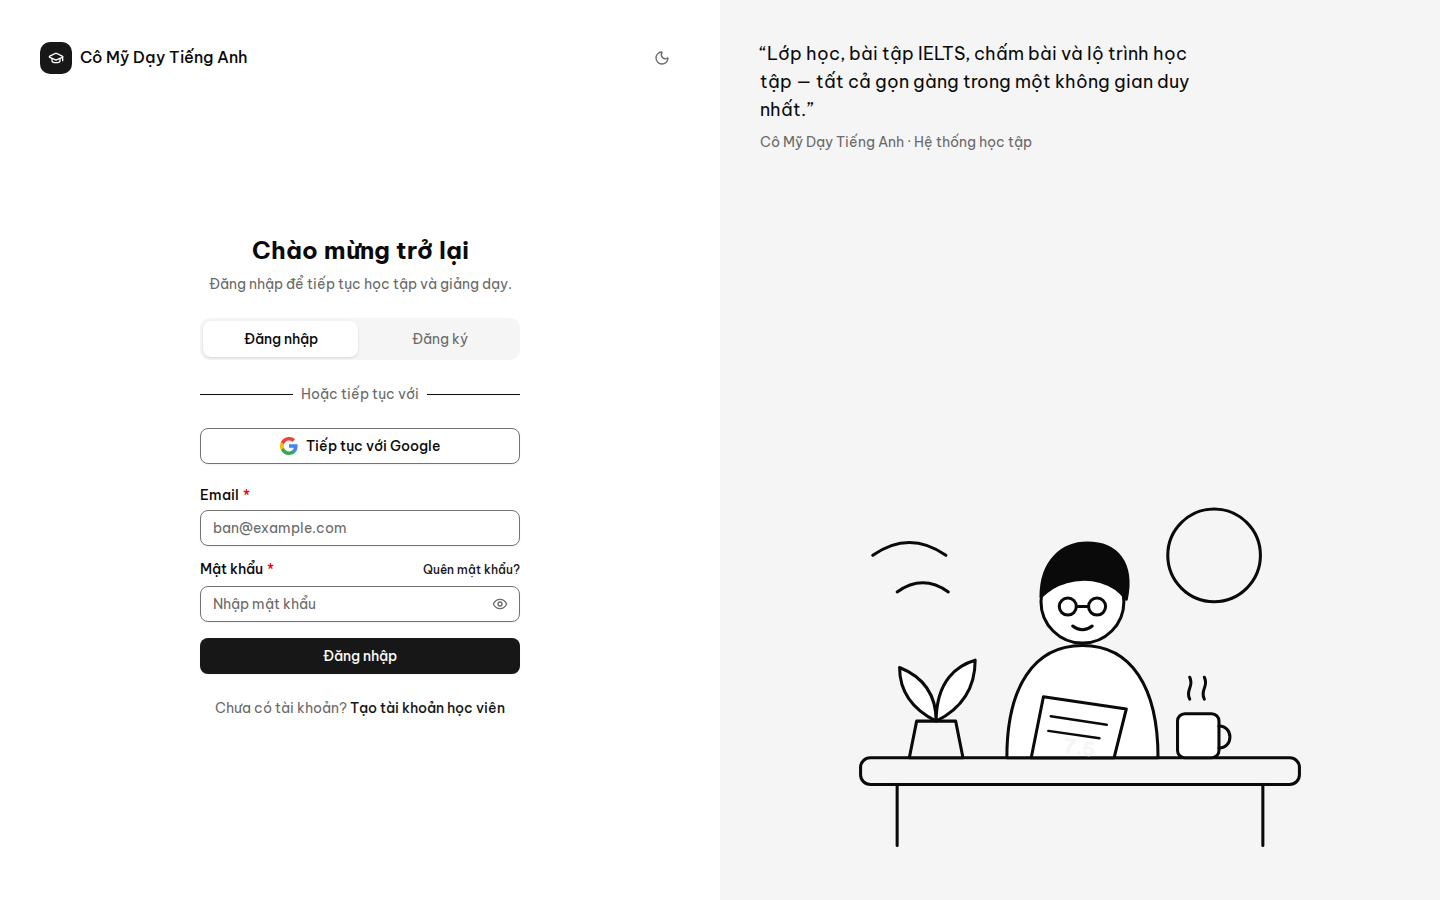 Cô Mỹ Dạy Tiếng Anh
Chào mừng trở lại
Đăng nhập để tiếp tục học tập và giảng dạy.
Đăng nhập
Đăng ký
Hoặc tiếp tục với
Tiếp tục với Google
Email *
ban@example.com
Mật khẩu *
Quên mật khẩu?
Nhập mật khẩu
Đăng nhập
Chưa có tài khoản? Tạo tài khoản học viên
“Lớp học, bài tập IELTS, chấm bài và lộ trình học
tập — tất cả gọn gàng trong một không gian duy
nhất.”
Cô Mỹ Dạy Tiếng Anh · Hệ thống học tập
7.5